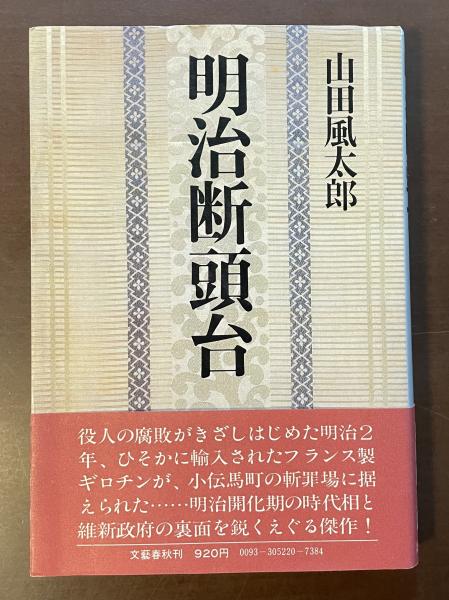 山田風太郎
明治断頭台
役人の腐敗がきざしはじめた明治2
年、ひそかに輸入されたフランス製
ギロチンが、小伝馬町の斬罪場に据
えられた……明治開化期の時代相と
維新政府の裏面を鋭くえぐる傑作！
文藝春秋刊 920円 0093-305220-7384